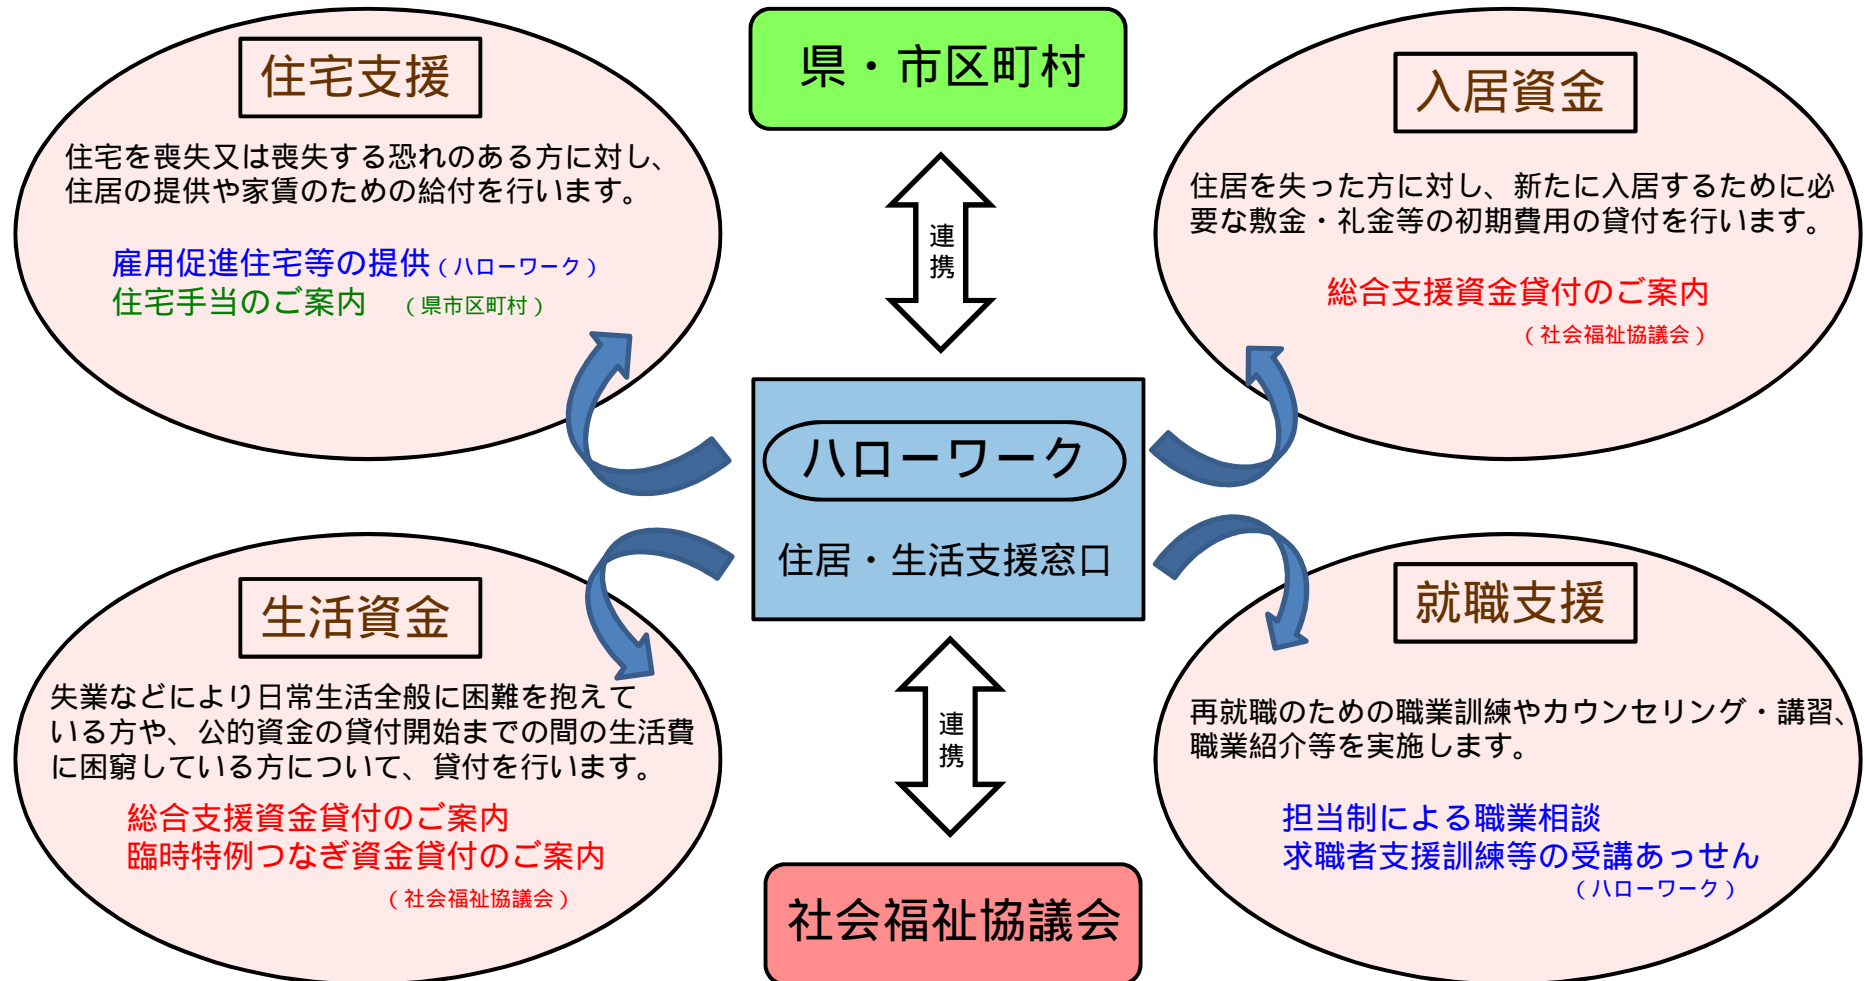 住宅支援
住宅を喪失又は喪失する恐れのある方に対し、
住居の提供や家賃のための給付を行います。
雇用促進住宅等の提供(ハローワーク)
住宅手当のご案内 (県市区町村)
県・市区町村
連携
入居資金
住居を失った方に対し、新たに入居するために必
要な敷金・礼金等の初期費用の貸付を行います。
総合支援資金貸付のご案内
(社会福祉協議会)
ハローワーク
住居・生活支援窓口
生活資金
失業などにより日常生活全般に困難を抱えて
いる方や、公的資金の貸付開始までの間の生活費
に困窮している方について、貸付を行います。
総合支援資金貸付のご案内
臨時特例つなぎ資金貸付のご案内
(社会福祉協議会)
連携
社会福祉協議会
就職支援
再就職のための職業訓練やカウンセリング・講習、
職業紹介等を実施します。
担当制による職業相談
求職者支援訓練等の受講あっせん
(ハローワーク)